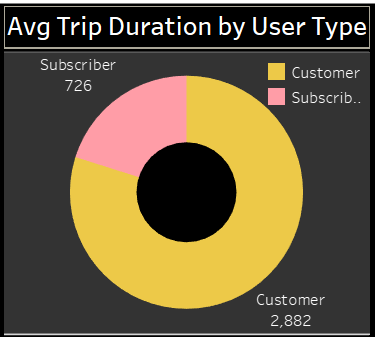 Avg Trip Duration by User Type
Subscriber
726
Customer
Subscrib..
Customer
2,882